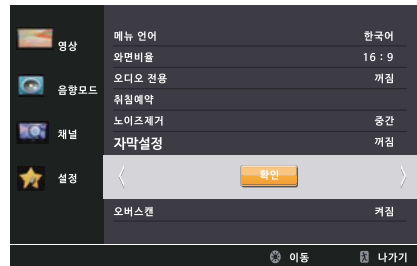 영상
음향모드
채널
설정
메뉴 언어 한국어
와면비율 16 : 9
오디오 전용 꺼짐
취침예약
노이즈제거 중간
자막설정 꺼짐
확인
오버스캔 켜짐
이동 나가기